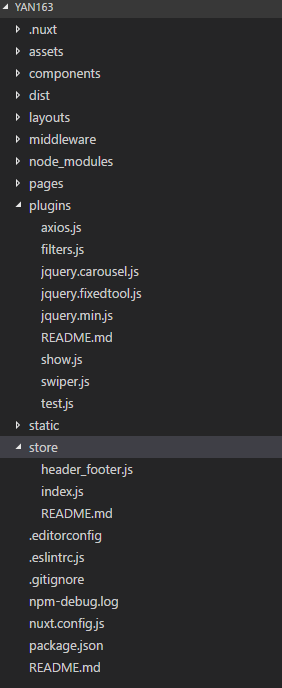 YAN163
.nuxt
assets
components
dist
layouts
middleware
node_modules
pages
plugins
axios.js
filters.js
jquery.carousel.js
jquery.fixedtool.js
jquery.min.js
README.md
show.js
swiper.js
test.js
static
store
header_footer.js
index.js
README.md
.editorconfig
.eslintrc.js
.gitignore
npm-debug.log
nuxt.config.js
package.json
README.md